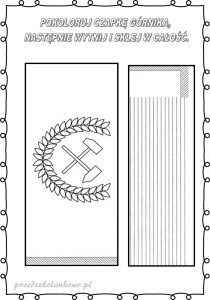 POKOLORUJ CZAPKĘ GÓRNIKA,
NASTĘPNIE WYTNIJ I SKLEJ W CAŁOŚĆ.
przedszkolankowo.pl